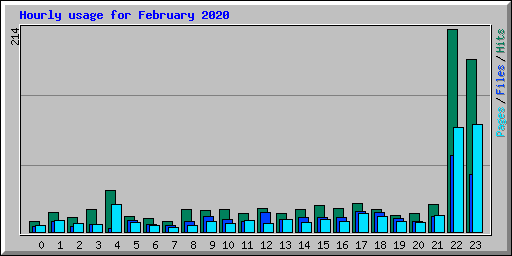 Hourly usage for February 2020
214
Pages/Files/Hits
0 1 2 3 4 5 6 7 8 9 10 11 12 13 14 15 16 17 18 19 20 21 22 23